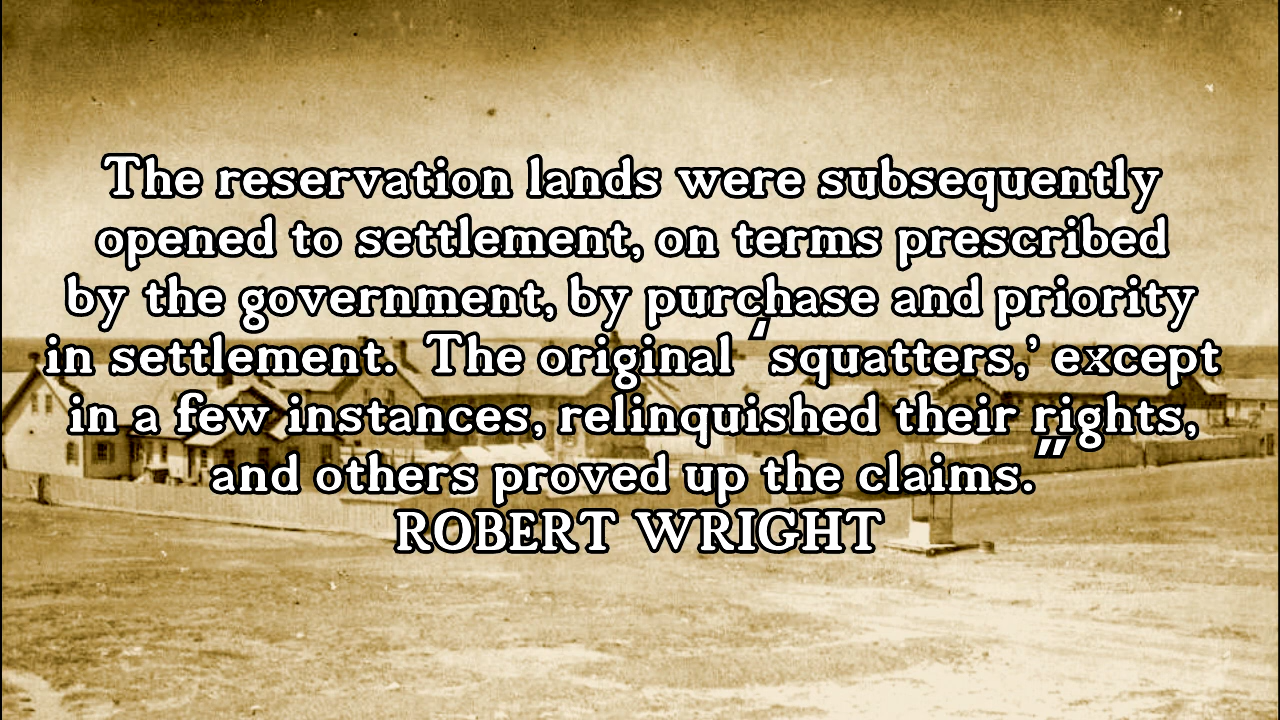 The reservation lands were subsequently
opened to settlement, on terms prescribed
by the government, by purchase and priority
in settlement.  The original ‘squatters,’ except
in a few instances, relinquished their rights,
and others proved up the claims.”
ROBERT WRIGHT